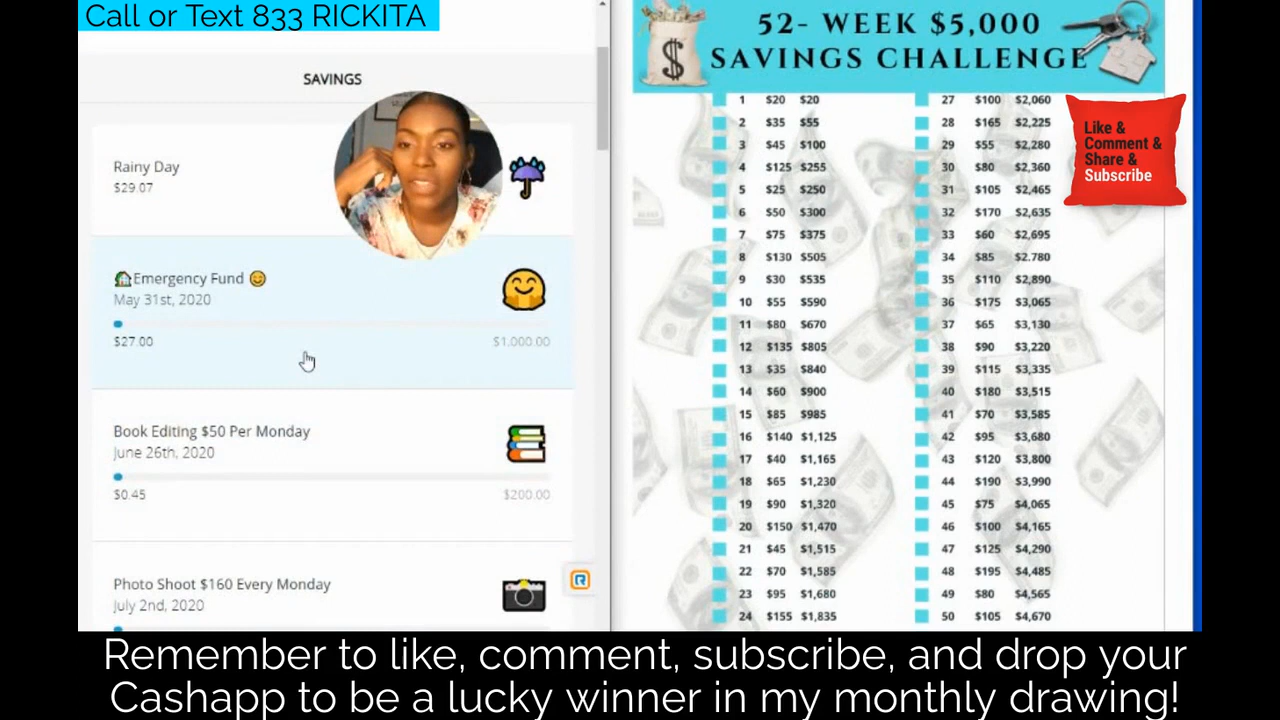 Call or Text 833 RICKITA
SAVINGS
Rainy Day
$29.07
Emergency Fund
May 31st, 2020
$27.00 $1,000.00
Book Editing $50 Per Monday
June 26th, 2020
$0.45 $200.00
Photo Shoot $160 Every Monday
July 2nd, 2020
52- WEEK $5,000
SAVINGS CHALLENGE
1 $20 $20
2 $35 $55
3 $45 $100
4 $125 $255
5 $25 $250
6 $50 $300
7 $75 $375
8 $130 $505
9 $30 $535
10 $55 $590
11 $80 $670
12 $135 $805
13 $35 $840
14 $60 $900
15 $85 $985
16 $140 $1,125
17 $40 $1,165
18 $65 $1,230
19 $90 $1,320
20 $150 $1,470
21 $45 $1,515
22 $70 $1,585
23 $95 $1,680
24 $155 $1,835
27 $100 $2,060
28 $165 $2,225
29 $55 $2,280
30 $80 $2,360
31 $105 $2,465
32 $170 $2,635
33 $60 $2,695
34 $85 $2.780
35 $110 $2,890
36 $175 $3,065
37 $65 $3,130
38 $90 $3,220
39 $115 $3,335
40 $180 $3,515
41 $70 $3,585
42 $95 $3,680
43 $120 $3,800
44 $190 $3,990
45 $75 $4,065
46 $100 $4,165
47 $125 $4,290
48 $195 $4,485
49 $80 $4,565
50 $105 $4,670
Like &
Comment &
Share &
Subscribe
Remember to like, comment, subscribe, and drop your
Cashapp to be a lucky winner in my monthly drawing!